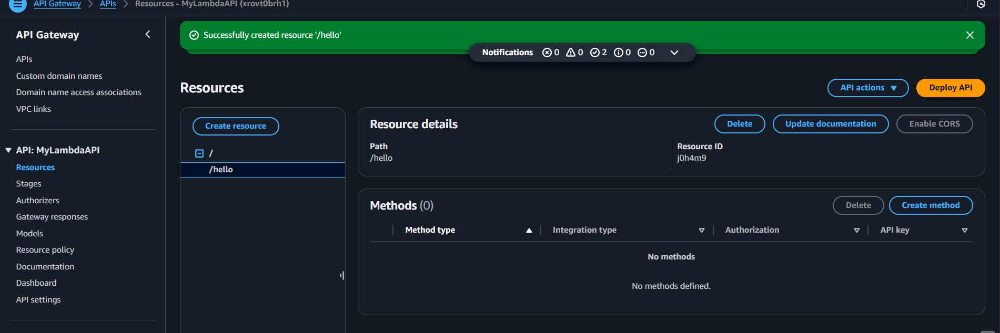 API Gateway > APIs > Resources - MyLambdaAPI (xrovt0brh1)
API Gateway
APIs
Custom domain names
Domain name access associations
VPC links
API: MyLambdaAPI
Resources
Stages
Authorizers
Gateway responses
Models
Resource policy
Documentation
Dashboard
API settings
Successfully created resource '/hello'
Notifications 0 0 2 0 0
Resources
API actions
Deploy API
Create resource
/
/hello
Resource details
Delete
Update documentation
Enable CORS
Path
/hello
Resource ID
j0h4m9
Methods (0)
Delete
Create method
Method type
Integration type
Authorization
API key
No methods
No methods defined.